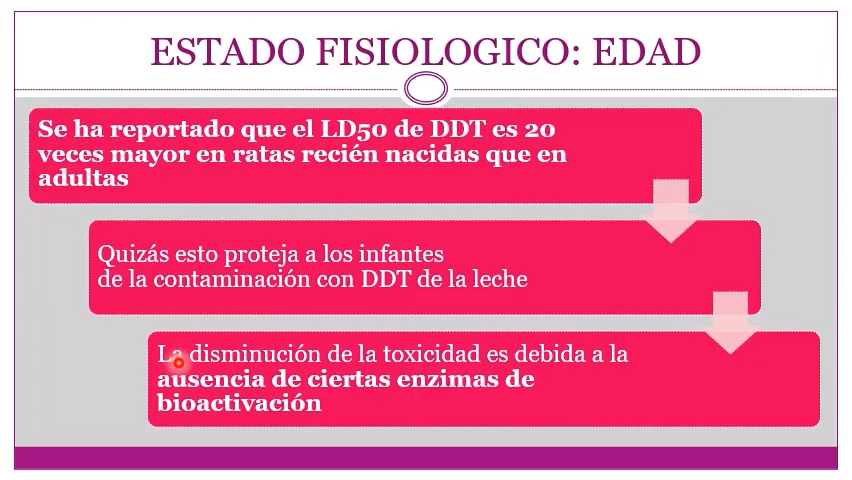 ESTADO FISIOLOGICO: EDAD
Se ha reportado que el LD50 de DDT es 20
veces mayor en ratas recién nacidas que en
adultas
Quizás esto proteja a los infantes
de la contaminación con DDT de la leche
La disminución de la toxicidad es debida a la
ausencia de ciertas enzimas de
bioactivación